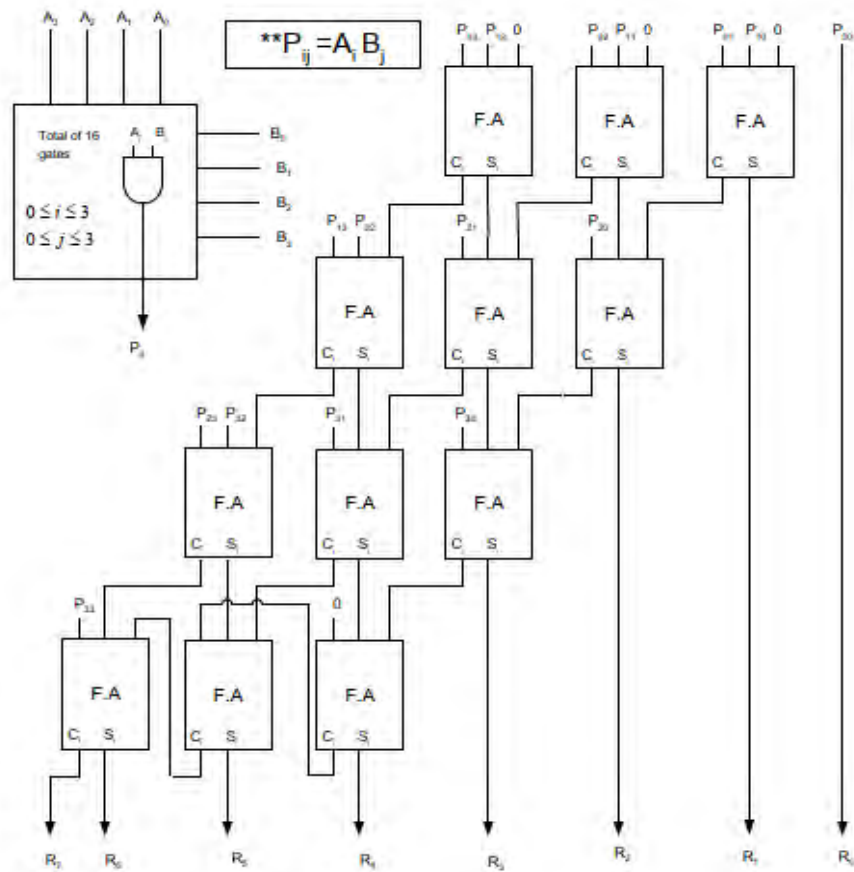 A₃ A₂ A₁ A₀
**Pᵢⱼ =Aᵢ Bⱼ
P₀₃ P₁₂ 0 P₀₂ P₁₁ 0 P₀₁ P₁₀ 0 P₀₀
Total of 16
gates
Aᵢ Bⱼ
0 ≤ i ≤ 3
0 ≤ j ≤ 3
B₀
B₁
B₂
B₃
Pᵢⱼ
F.A F.A F.A
Cᵢ Sᵢ Cᵢ Sᵢ Cᵢ Sᵢ
P₁₃ P₂₂ P₂₁ P₂₀
F.A F.A F.A
Cᵢ Sᵢ Cᵢ Sᵢ Cᵢ Sᵢ
P₂₃ P₃₂ P₃₁ P₃₀
F.A F.A F.A
Cᵢ Sᵢ Cᵢ Sᵢ Cᵢ Sᵢ
P₃₃ 0
F.A F.A F.A
Cᵢ Sᵢ Cᵢ Sᵢ Cᵢ Sᵢ
R₇ R₆ R₅ R₄ R₃ R₂ R₁ R₀